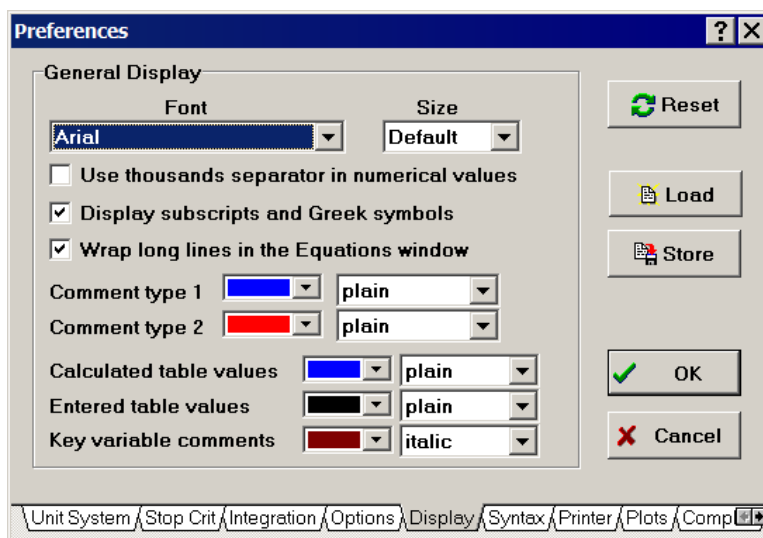 Preferences
General Display
Font Size
Arial Default
Use thousands separator in numerical values
Display subscripts and Greek symbols
Wrap long lines in the Equations window
Comment type 1 plain
Comment type 2 plain
Calculated table values plain
Entered table values plain
Key variable comments italic
Reset
Load
Store
OK
Cancel
Unit System Stop Crit Integration Options Display Syntax Printer Plots Comp